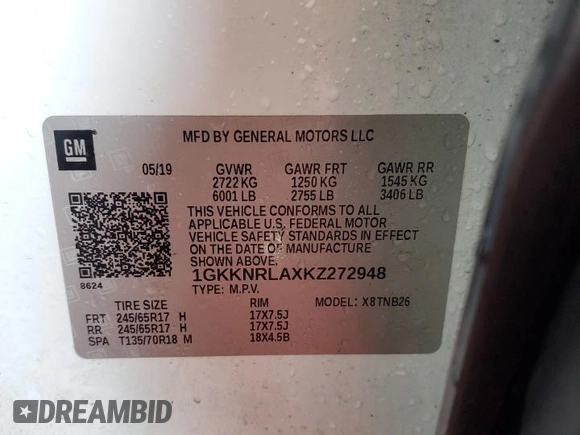 GM
MFD BY GENERAL MOTORS LLC
05/19 GVWR GAWR FRT GAWR RR
2722 KG 1250 KG 1545 KG
6001 LB 2755 LB 3406 LB
THIS VEHICLE CONFORMS TO ALL
APPLICABLE U.S. FEDERAL MOTOR
VEHICLE SAFETY STANDARDS IN EFFECT
ON THE DATE OF MANUFACTURE
SHOWN ABOVE.
1GKKNRLAXKZ272948
8624
TYPE: M.P.V. MODEL: X8TNB26
TIRE SIZE RIM
FRT 245/65R17 H 17X7.5J
RR 245/65R17 H 17X7.5J
SPA T135/70R18 M 18X4.5B
DREAMBID